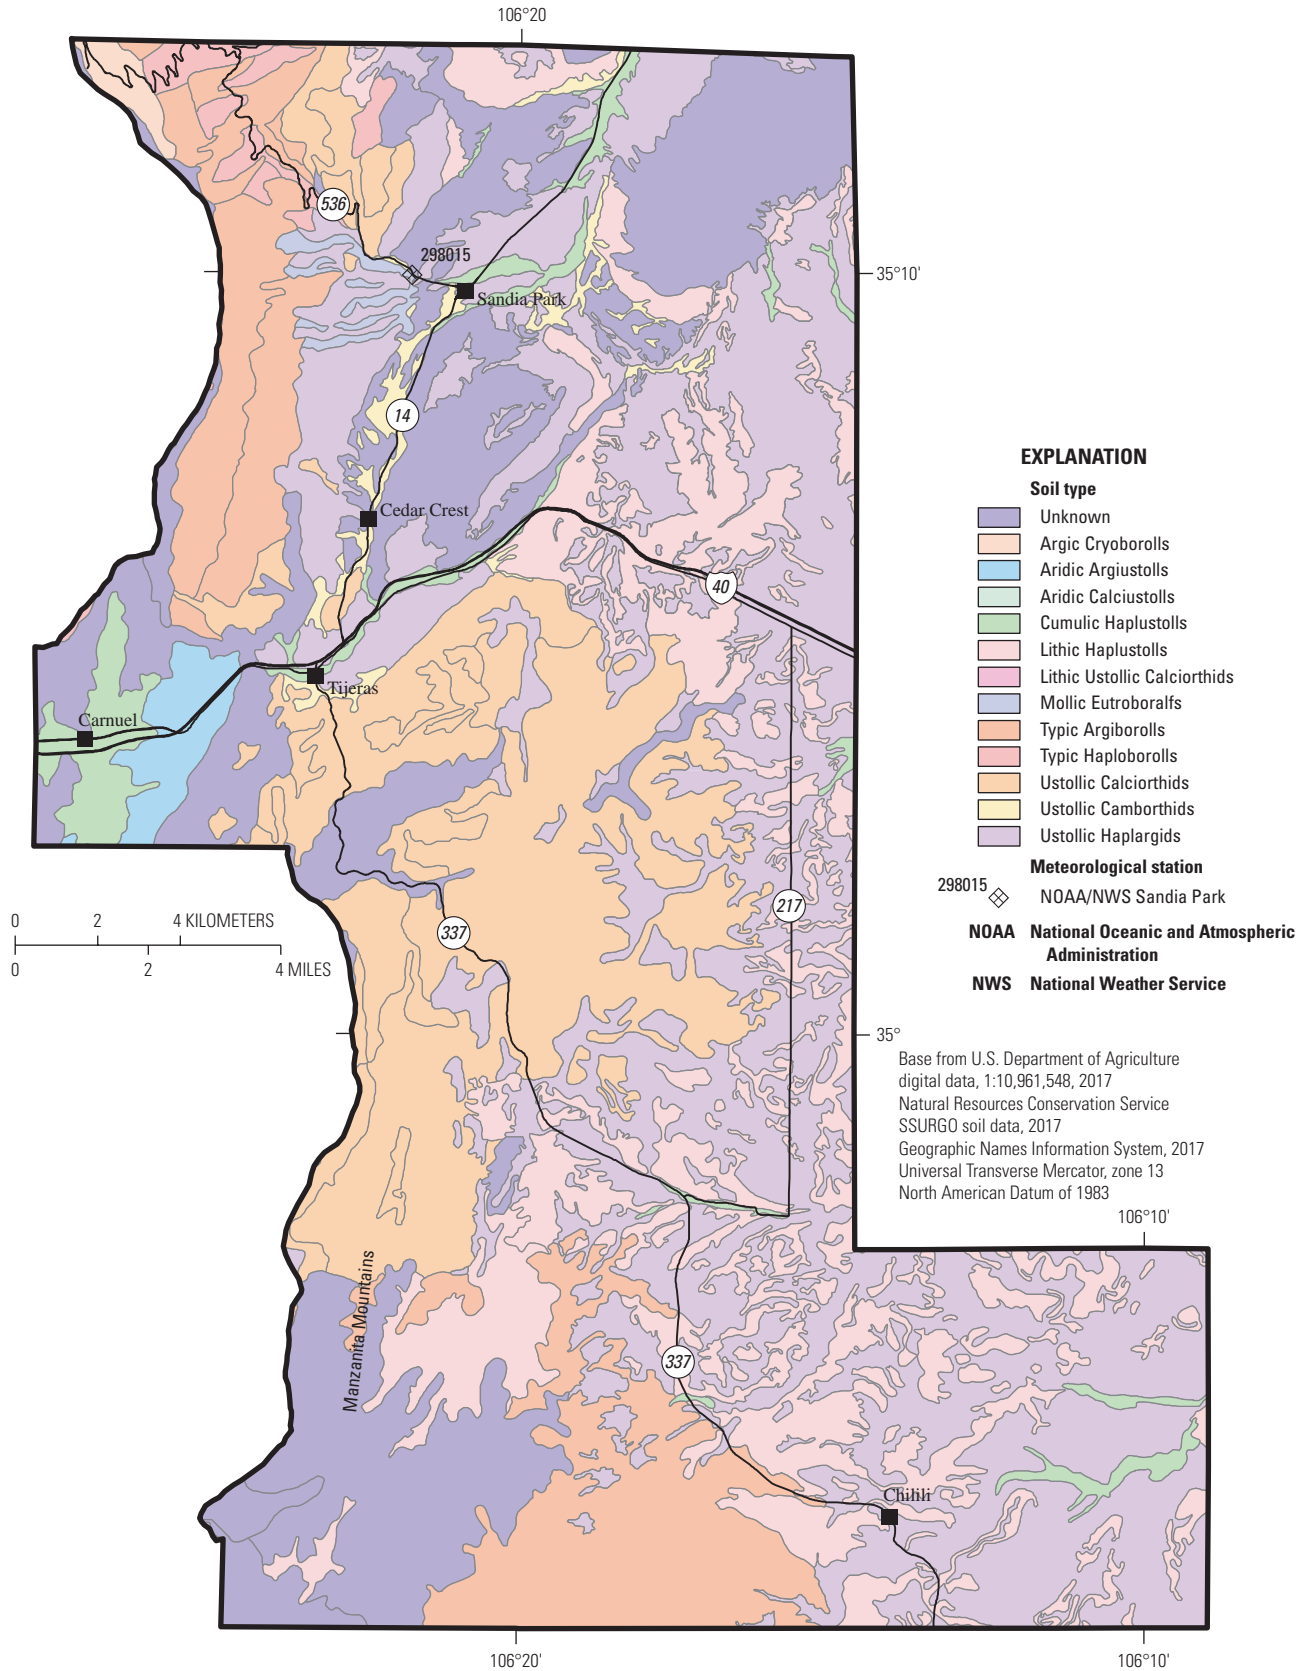 106°20
536
298015
35°10'
Sandia Park
14
Cedar Crest
40
Tijeras
Carnuel
217
337
35°
Manzanita Mountains
337
Chilili
106°10'
106°20'
106°10'
0 2 4 KILOMETERS
0 2 4 MILES
EXPLANATION
Soil type
Unknown
Argic Cryoborolls
Aridic Argiustolls
Aridic Calciustolls
Cumulic Haplustolls
Lithic Haplustolls
Lithic Ustollic Calciorthids
Mollic Eutroboralfs
Typic Argiborolls
Typic Haploborolls
Ustollic Calciorthids
Ustollic Camborthids
Ustollic Haplargids
Meteorological station
298015 NOAA/NWS Sandia Park
NOAA National Oceanic and Atmospheric
Administration
NWS National Weather Service
Base from U.S. Department of Agriculture
digital data, 1:10,961,548, 2017
Natural Resources Conservation Service
SSURGO soil data, 2017
Geographic Names Information System, 2017
Universal Transverse Mercator, zone 13
North American Datum of 1983